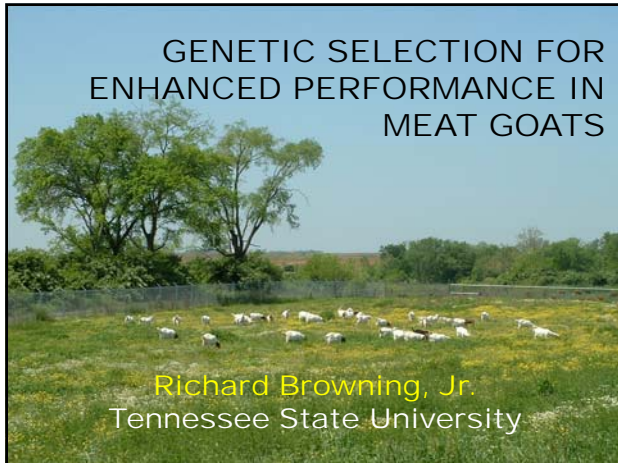 GENETIC SELECTION FOR
ENHANCED PERFORMANCE IN
MEAT GOATS
Richard Browning, Jr.
Tennessee State University